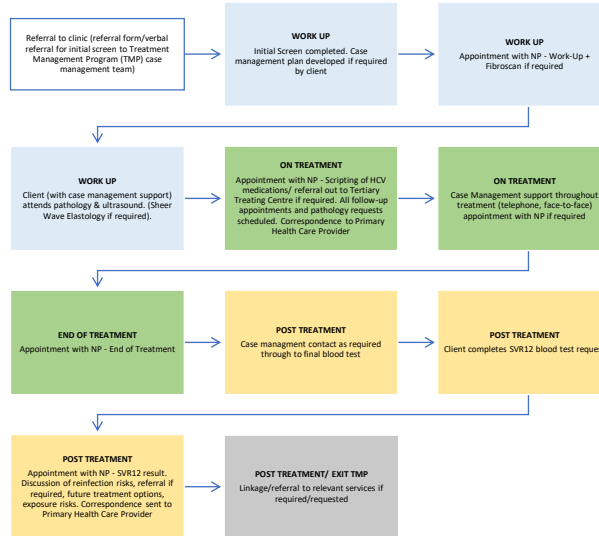 Referral to clinic (referral form/verbal
referral for initial screen to Treatment
Management Program (TMP) case
management team)
WORK UP
Initial Screen completed. Case
management plan developed if required
by client
WORK UP
Appointment with NP - Work-Up +
Fibroscan if required
WORK UP
Client (with case management support)
attends pathology & ultrasound. (Sheer
Wave Elastology if required).
ON TREATMENT
Appointment with NP - Scripting of HCV
medications/ referral out to Tertiary
Treating Centre if required. All follow-up
appointments and pathology requests
scheduled. Correspondence to Primary
Health Care Provider
ON TREATMENT
Case Management support throughout
treatment (telephone, face-to-face)
appointment with NP if required
END OF TREATMENT
Appointment with NP - End of Treatment
POST TREATMENT
Case managment contact as required
through to final blood test
POST TREATMENT
Client completes SVR12 blood test reques
POST TREATMENT
Appointment with NP - SVR12 result.
Discussion of reinfection risks, referral if
required, future treatment options,
exposure risks. Correspondence sent to
Primary Health Care Provider
POST TREATMENT/ EXIT TMP
Linkage/referral to relevant services if
required/requested